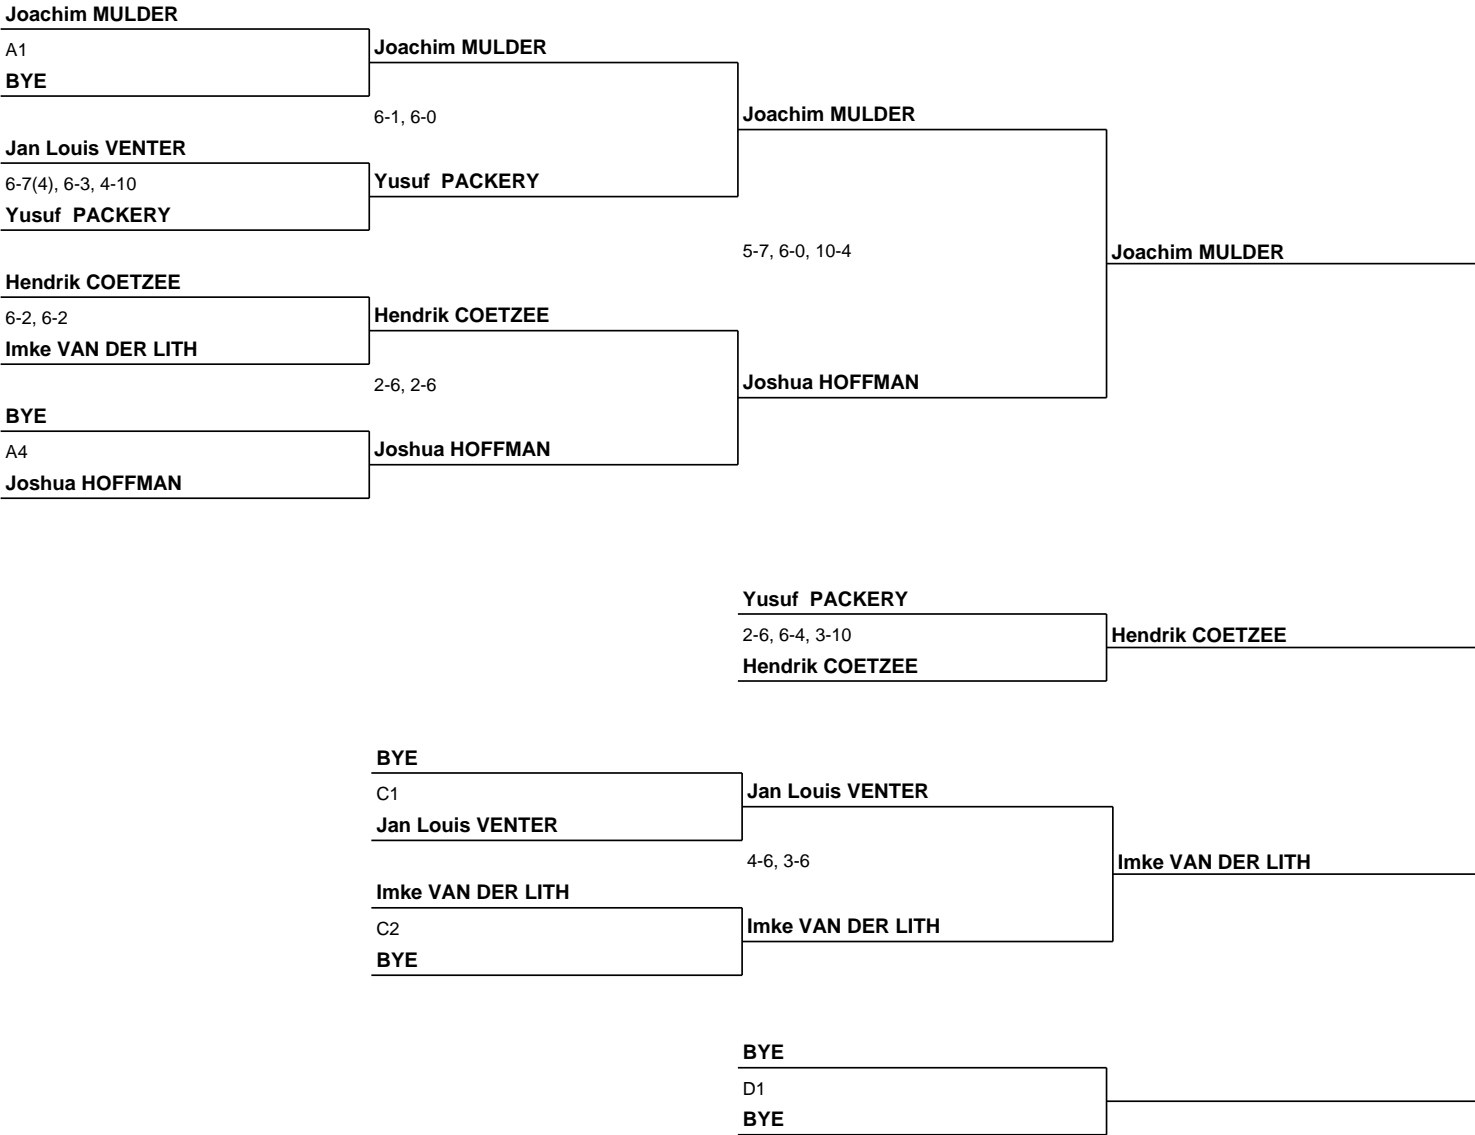 Joachim MULDER
A1
BYE
Joachim MULDER
6-1, 6-0
Jan Louis VENTER
6-7(4), 6-3, 4-10
Yusuf  PACKERY
Yusuf  PACKERY
Joachim MULDER
5-7, 6-0, 10-4
Joachim MULDER
Hendrik COETZEE
6-2, 6-2
Imke VAN DER LITH
Hendrik COETZEE
2-6, 2-6
Joshua HOFFMAN
BYE
A4
Joshua HOFFMAN
Joshua HOFFMAN
Yusuf  PACKERY
2-6, 6-4, 3-10
Hendrik COETZEE
Hendrik COETZEE
BYE
C1
Jan Louis VENTER
Jan Louis VENTER
4-6, 3-6
Imke VAN DER LITH
Imke VAN DER LITH
C2
BYE
Imke VAN DER LITH
BYE
D1
BYE